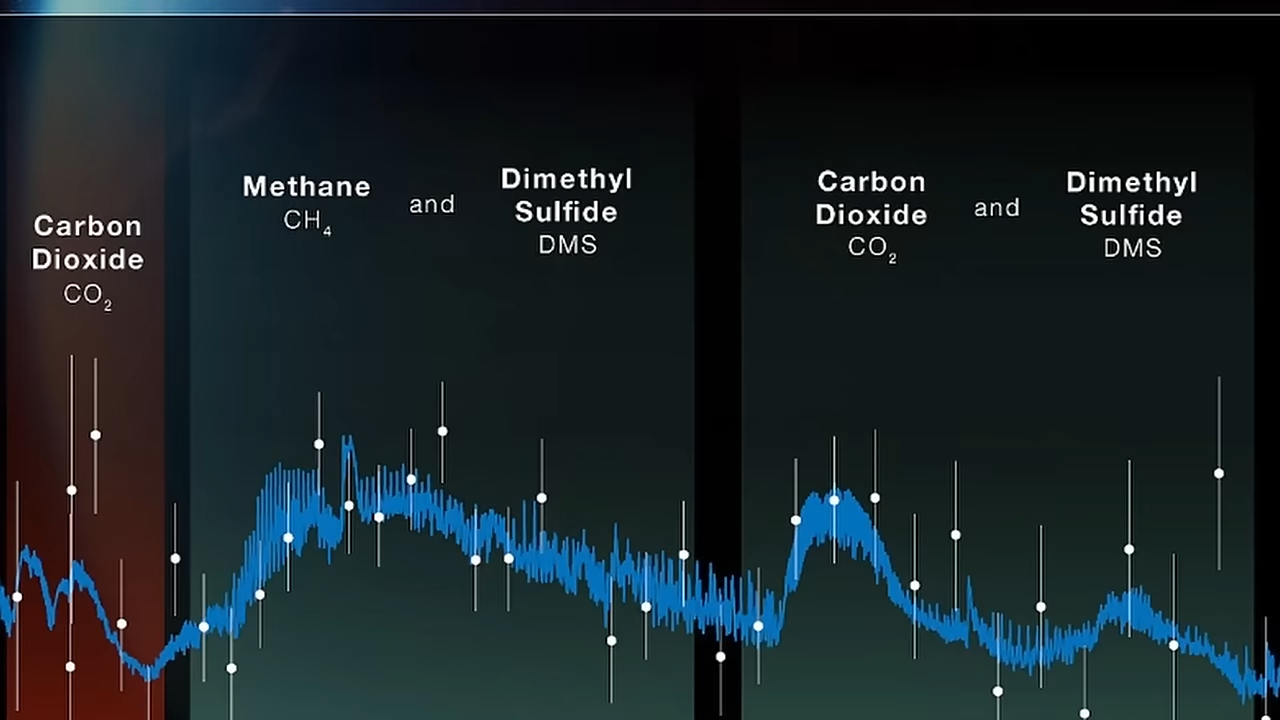 Carbon
Dioxide
CO₂
Methane
CH₄
and
Dimethyl
Sulfide
DMS
Carbon
Dioxide
CO₂
and
Dimethyl
Sulfide
DMS